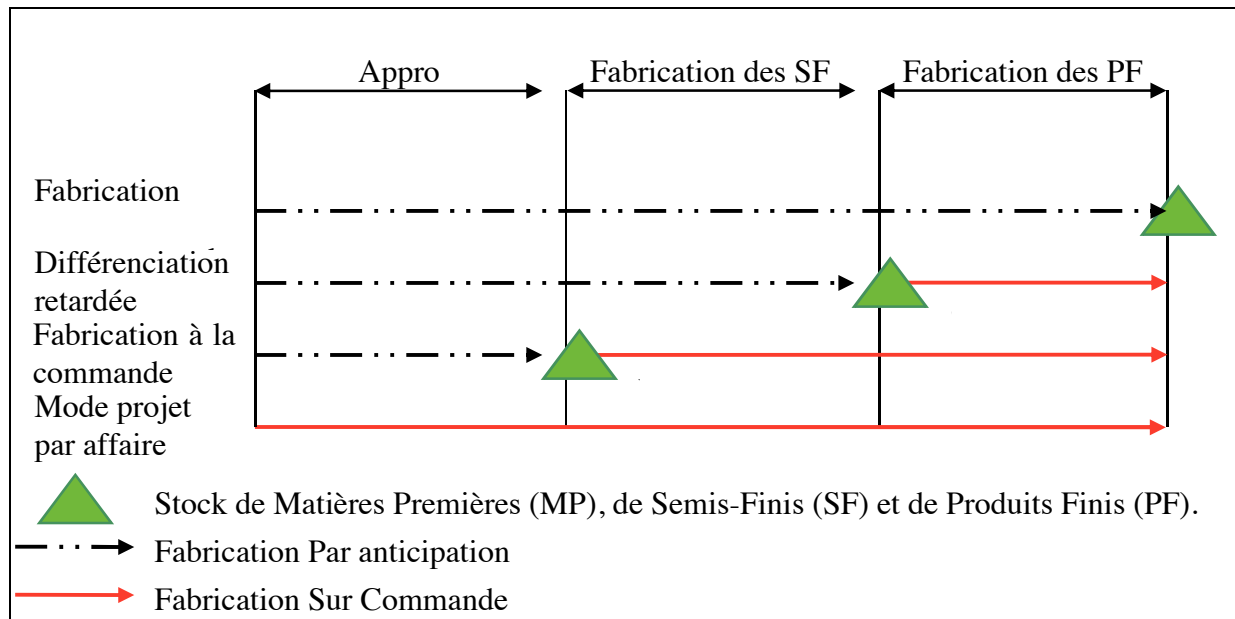 Appro
Fabrication des SF
Fabrication des PF
Fabrication
Différenciation
retardée
Fabrication à la
commande
Mode projet
par affaire
Stock de Matières Premières (MP), de Semis-Finis (SF) et de Produits Finis (PF).
Fabrication Par anticipation
Fabrication Sur Commande